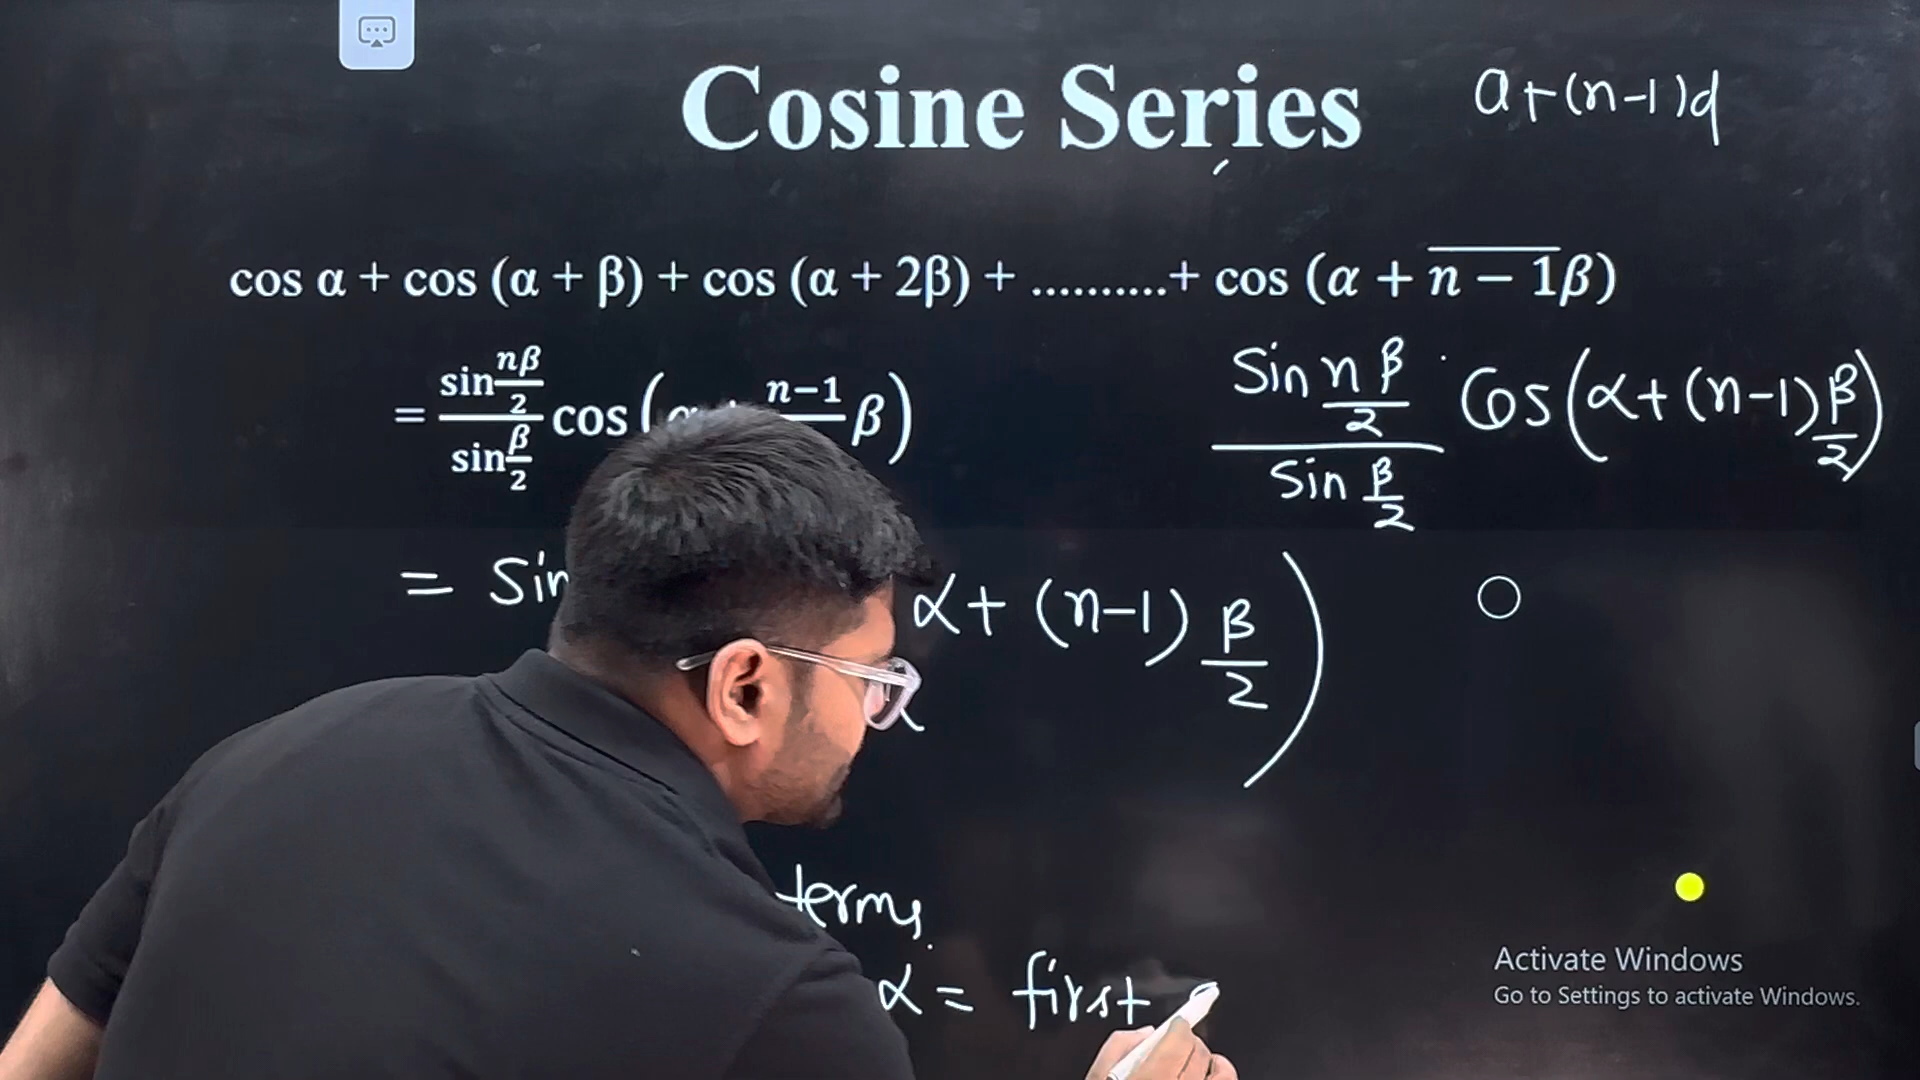 Cosine Series
a+(n-1)d
cos α + cos (α + β) + cos (α + 2β) + ..........+ cos (α + n − 1β)
= sin nβ/2 / sin β/2 cos ( n−1 β)
Sin n β/2 / Sin β/2 · Cos(α+(n-1)β/2)
= Sin α+ (n-1) β/2 )
terms.
α = first
Activate Windows
Go to Settings to activate Windows.